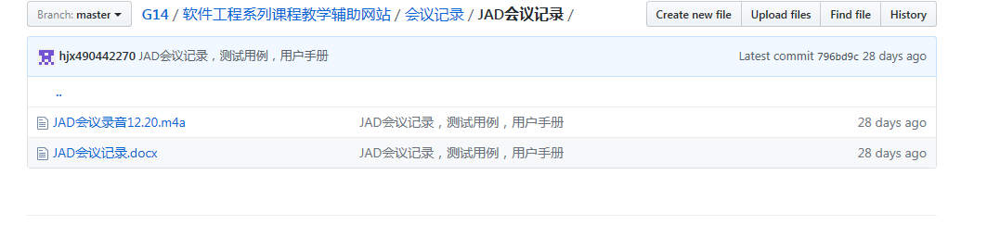 Branch: master G14 / 软件工程系列课程教学辅助网站 / 会议记录 / JAD会议记录 / Create new file Upload files Find file History
hjx490442270 JAD会议记录，测试用例，用户手册 Latest commit 796bd9c 28 days ago
..
JAD会议录音12.20.m4a JAD会议记录，测试用例，用户手册 28 days ago
JAD会议记录.docx JAD会议记录，测试用例，用户手册 28 days ago